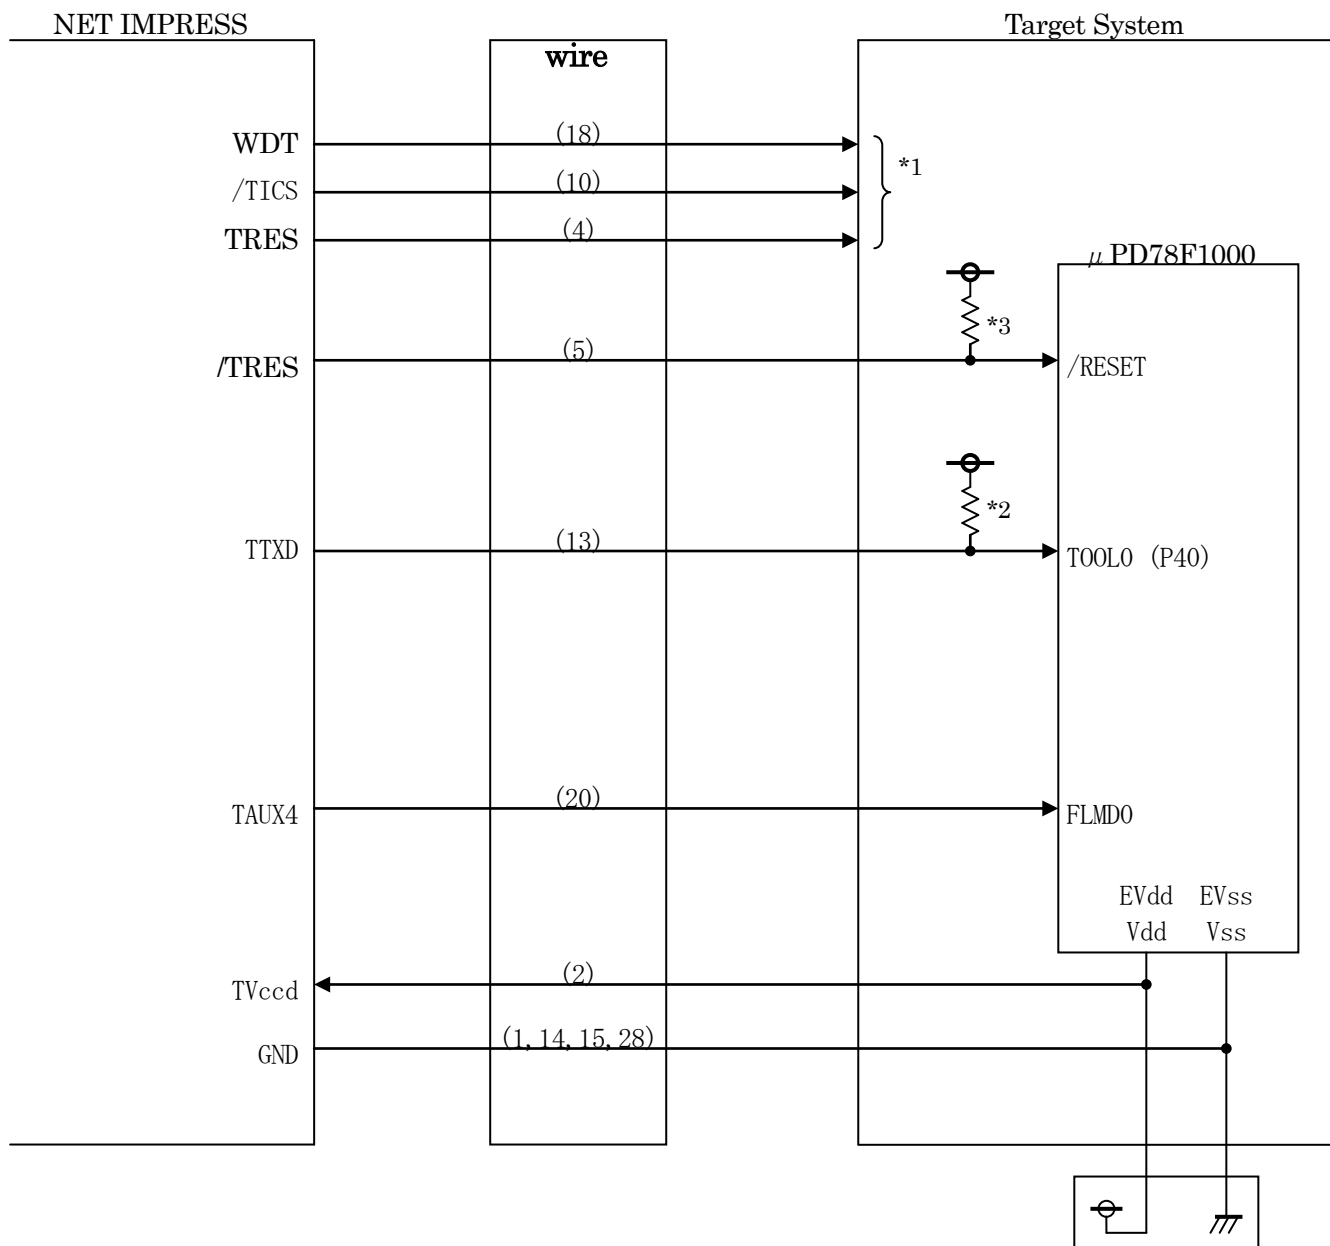 NET IMPRESS
Target System
wire
WDT
(18)
*1
/TICS
(10)
TRES
(4)
μ PD78F1000
*3
/TRES
(5)
/RESET
*2
TTXD
(13)
TOOL0 (P40)
TAUX4
(20)
FLMD0
EVdd EVss
Vdd Vss
TVccd
(2)
GND
(1, 14, 15, 28)